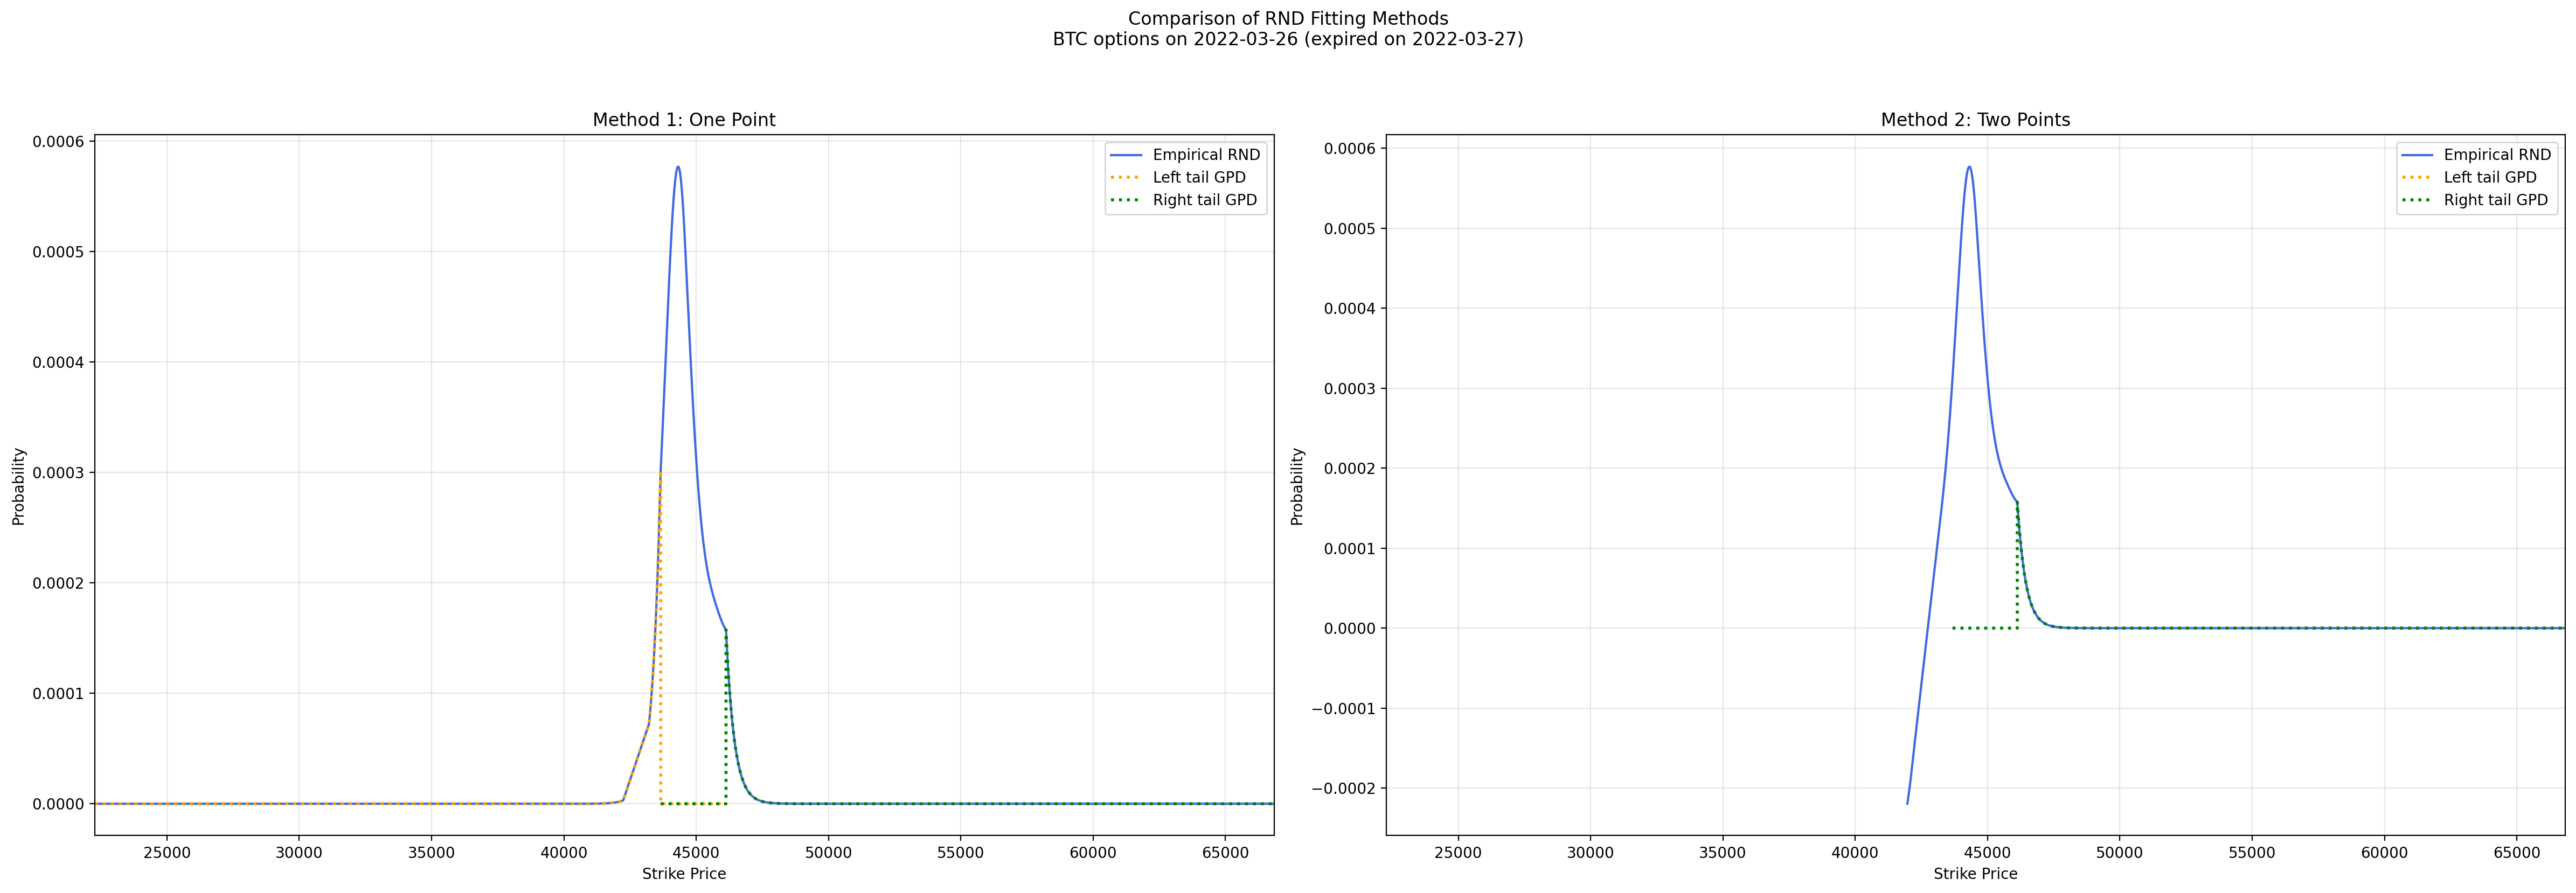 Comparison of RND Fitting Methods
BTC options on 2022-03-26 (expired on 2022-03-27)
Method 1: One Point
Probability
0.0006
0.0005
0.0004
0.0003
0.0002
0.0001
0.0000
Empirical RND
Left tail GPD
Right tail GPD
25000 30000 35000 40000 45000 50000 55000 60000 65000
Strike Price
Method 2: Two Points
Probability
0.0006
0.0005
0.0004
0.0003
0.0002
0.0001
0.0000
−0.0001
−0.0002
Empirical RND
Left tail GPD
Right tail GPD
25000 30000 35000 40000 45000 50000 55000 60000 65000
Strike Price